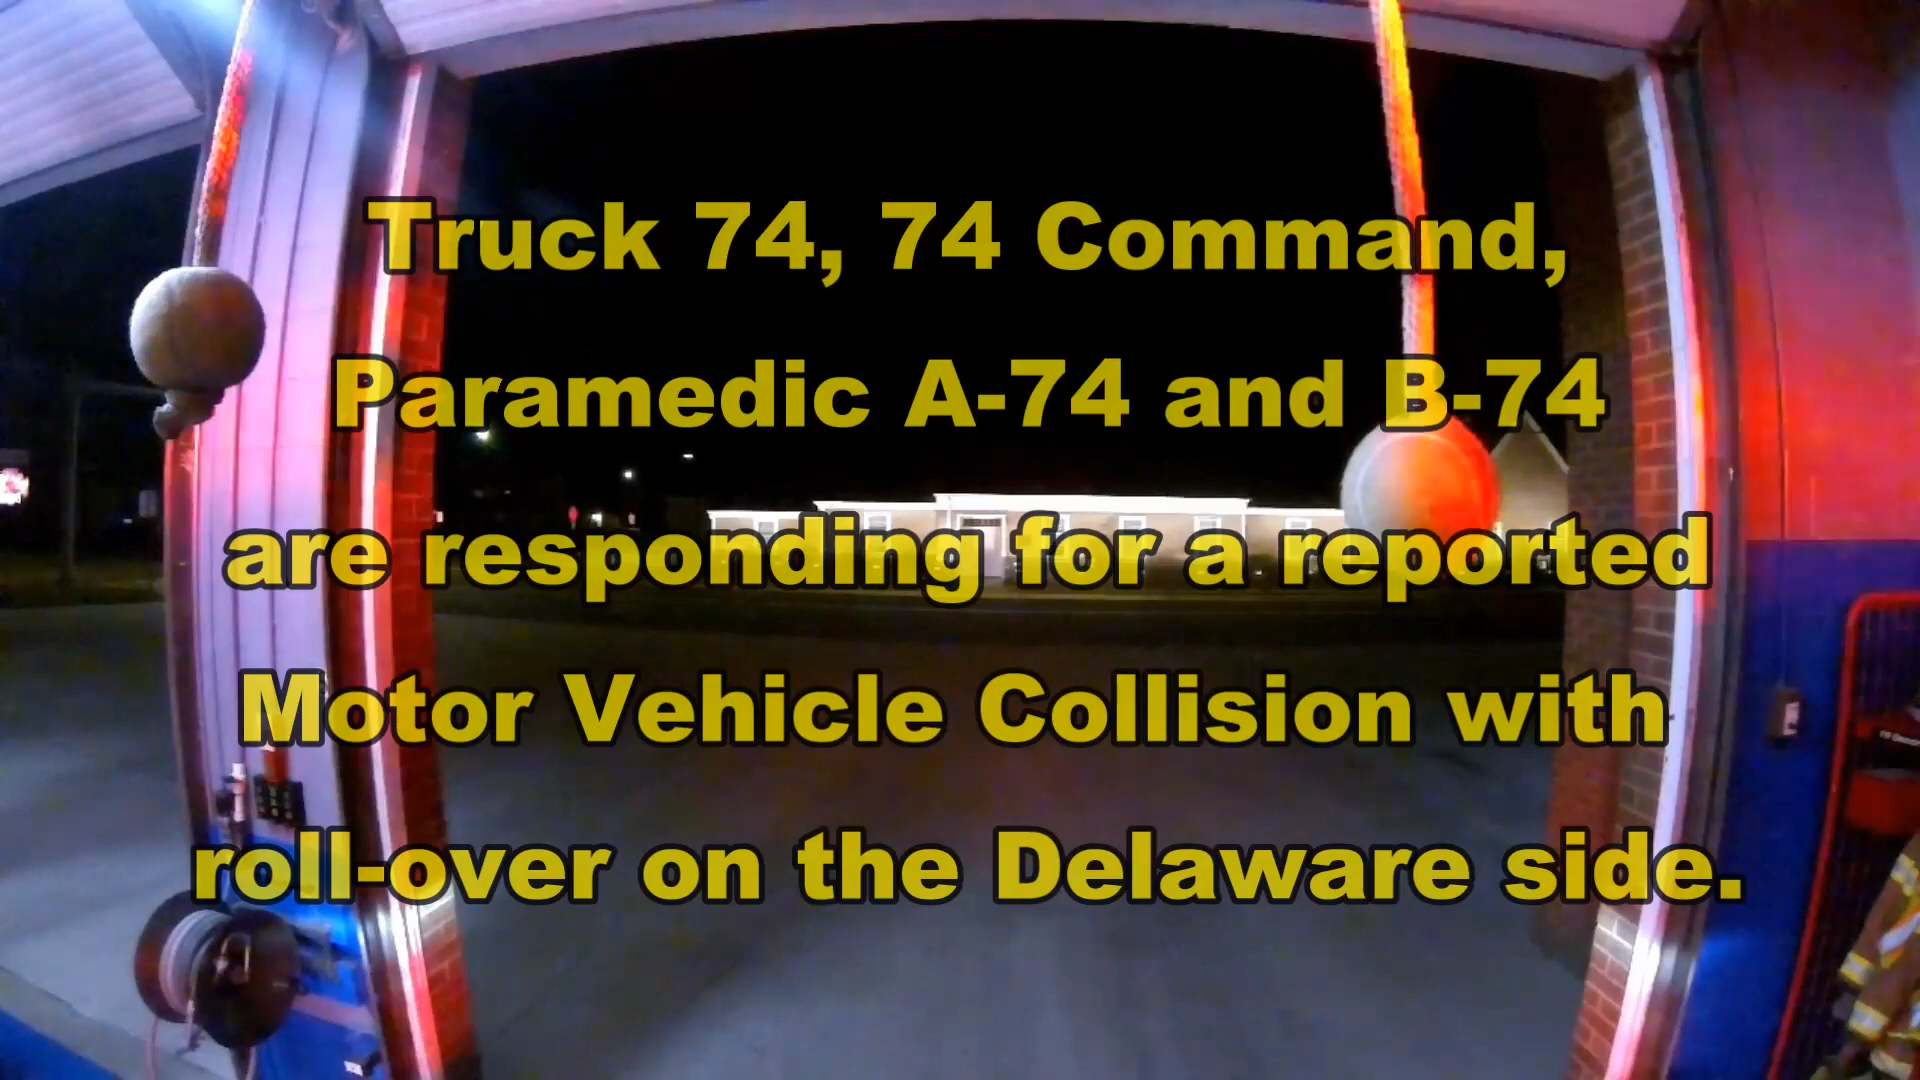 Truck 74, 74 Command,
Paramedic A-74 and B-74
are responding for a reported
Motor Vehicle Collision with
roll-over on the Delaware side.